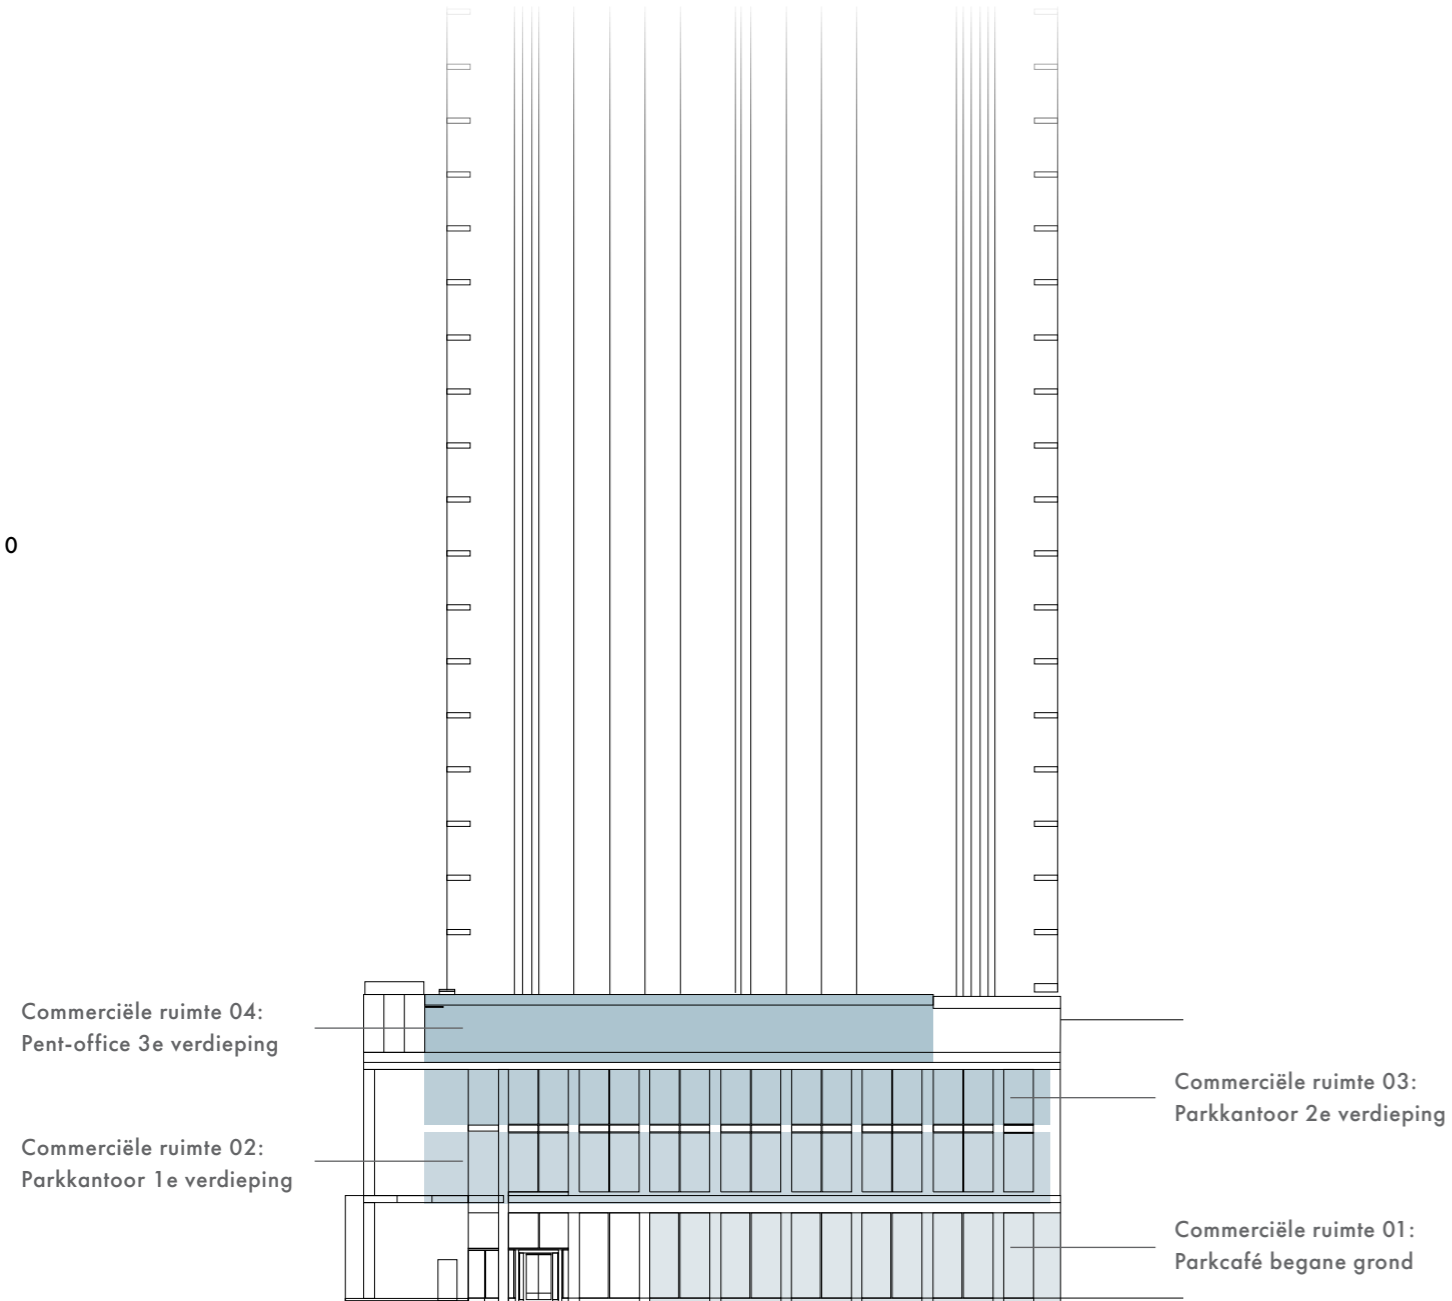 0
Commerciële ruimte 04:
Pent-office 3e verdieping
Commerciële ruimte 03:
Parkkantoor 2e verdieping
Commerciële ruimte 02:
Parkkantoor 1e verdieping
Commerciële ruimte 01:
Parkcafé begane grond